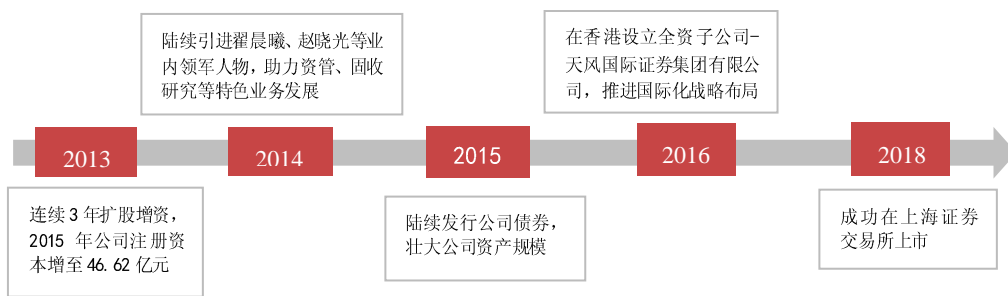 陆续引进翟晨曦、赵晓光等业
内领军人物，助力资管、固收
研究等特色业务发展
在香港设立全资子公司-
天风国际证券集团有限公
司，推进国际化战略布局
2013
2014
2015
2016
2018
连续3年扩股增资，
2015 年公司注册资
本增至46.62亿元
陆续发行公司债券，
壮大公司资产规模
成功在上海证券
交易所上市